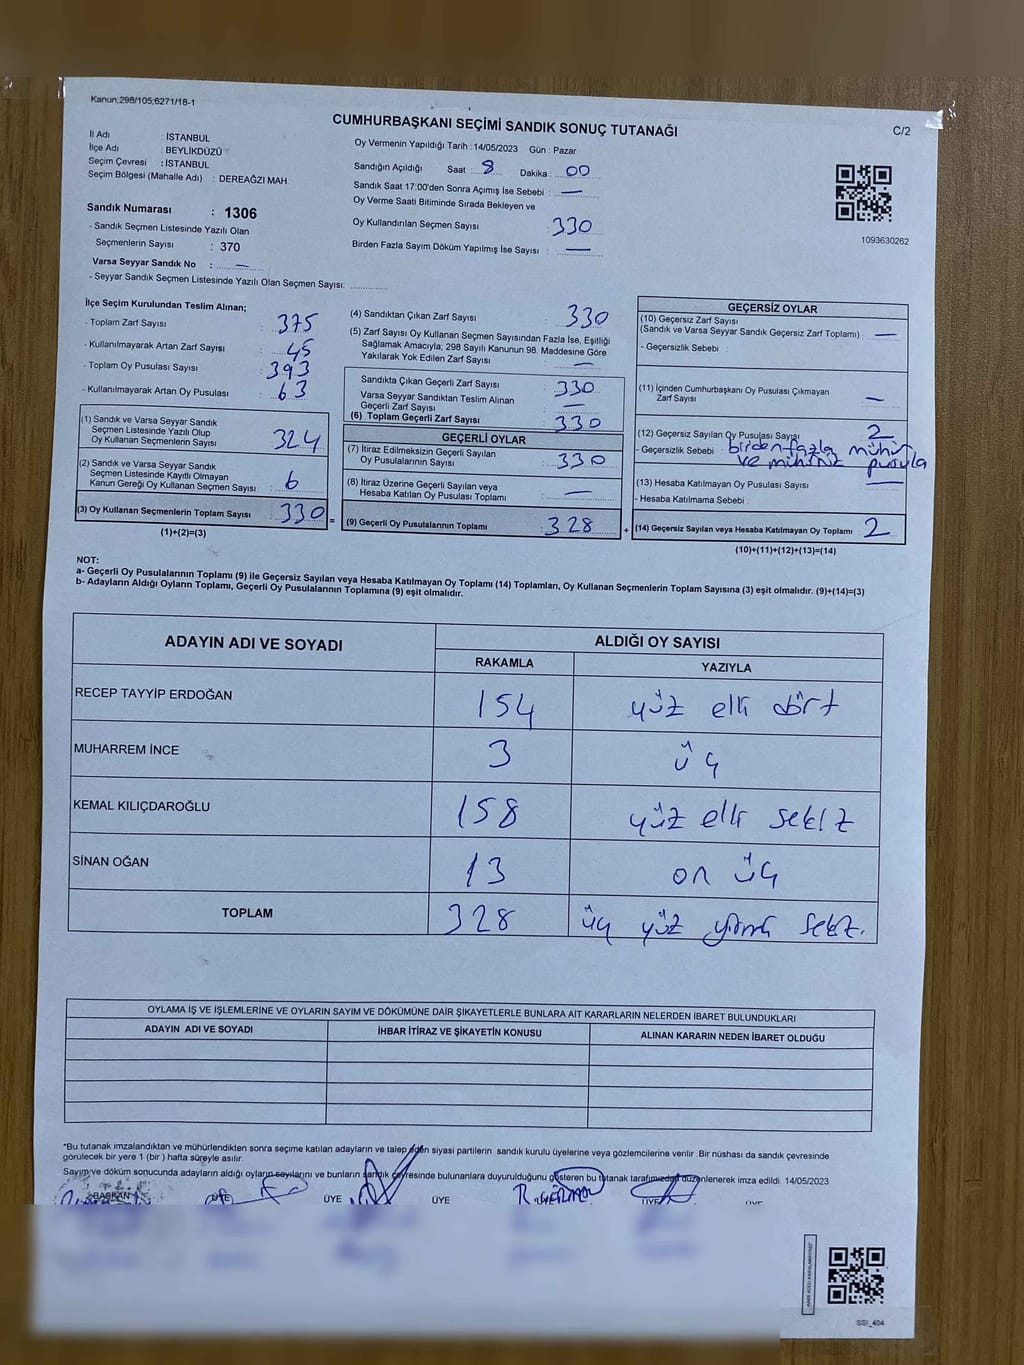 Kanun:298/105;6271/18-1
CUMHURBAŞKANI SEÇİMİ SANDIK SONUÇ TUTANAĞI
C/2
İl Adı : İSTANBUL
İlçe Adı : BEYLİKDÜZÜ
Seçim Çevresi : İSTANBUL
Seçim Bölgesi (Mahalle Adı) : DEREAĞZI MAH
Sandık Numarası : 1306
- Sandık Seçmen Listesinde Yazılı Olan
Seçmenlerin Sayısı : 370
Varsa Seyyar Sandık No : —
- Seyyar Sandık Seçmen Listesinde Yazılı Olan Seçmen Sayısı: ............
Oy Vermenin Yapıldığı Tarih : 14/05/2023 Gün : Pazar
Sandığın Açıldığı Saat : 8 Dakika : 00
Sandık Saat 17:00'den Sonra Açımış İse Sebebi : —
Oy Verme Saati Bitiminde Sırada Bekleyen ve
Oy Kullandırılan Seçmen Sayısı : 330
Birden Fazla Sayım Döküm Yapılmış İse Sayısı : —
1093630262
İlçe Seçim Kurulundan Teslim Alınan;
- Toplam Zarf Sayısı : 375
- Kullanılmayarak Artan Zarf Sayısı : 45
- Toplam Oy Pusulası Sayısı : 393
- Kullanılmayarak Artan Oy Pusulası : 63
(1) Sandık ve Varsa Seyyar Sandık
Seçmen Listesinde Yazılı Olup
Oy Kullanan Seçmenlerin Sayısı : 324
(2) Sandık ve Varsa Seyyar Sandık
Seçmen Listesinde Kayıtlı Olmayan
Kanun Gereği Oy Kullanan Seçmen Sayısı : 6
(3) Oy Kullanan Seçmenlerin Toplam Sayısı : 330 =
(1)+(2)=(3)
(4) Sandıktan Çıkan Zarf Sayısı : 330
(5) Zarf Sayısı Oy Kullanan Seçmen Sayısından Fazla İse, Eşitliği
Sağlamak Amacıyla; 298 Sayılı Kanunun 98. Maddesine Göre
Yakılarak Yok Edilen Zarf Sayısı : —
Sandıkta Çıkan Geçerli Zarf Sayısı : 330
Varsa Seyyar Sandıktan Teslim Alınan
Geçerli Zarf Sayısı : —
(6) Toplam Geçerli Zarf Sayısı : 330
GEÇERLİ OYLAR
(7) İtiraz Edilmeksizin Geçerli Sayılan
Oy Pusulalarının Sayısı : 330
(8) İtiraz Üzerine Geçerli Sayılan veya
Hesaba Katılan Oy Pusulası Toplamı : —
(9) Geçerli Oy Pusulalarının Toplamı : 328 +
GEÇERSİZ OYLAR
(10) Geçersiz Zarf Sayısı
(Sandık ve Varsa Seyyar Sandık Geçersiz Zarf Toplamı) : —
- Geçersizlik Sebebi :
(11) İçinden Cumhurbaşkanı Oy Pusulası Çıkmayan
Zarf Sayısı : —
(12) Geçersiz Sayılan Oy Pusulası Sayısı : 2
- Geçersizlik Sebebi : birden fazla mühür
ve mühürsüz pusula
(13) Hesaba Katılmayan Oy Pusulası Sayısı : —
- Hesaba Katılmama Sebebi :
(14) Geçersiz Sayılan veya Hesaba Katılmayan Oy Toplamı : 2
(10)+(11)+(12)+(13)=(14)
NOT:
a- Geçerli Oy Pusulalarının Toplamı (9) ile Geçersiz Sayılan veya Hesaba Katılmayan Oy Toplamı (14) Toplamları, Oy Kullanan Seçmenlerin Toplam Sayısına (3) eşit olmalıdır. (9)+(14)=(3)
b- Adayların Aldığı Oyların Toplamı, Geçerli Oy Pusulalarının Toplamına (9) eşit olmalıdır.
ADAYIN ADI VE SOYADI ALDIĞI OY SAYISI
RAKAMLA YAZIYLA
RECEP TAYYİP ERDOĞAN 154 yüz elli dört
MUHARREM İNCE 3 üç
KEMAL KILIÇDAROĞLU 158 yüz elli sekiz
SİNAN OĞAN 13 on üç
TOPLAM 328 üç yüz yirmi sekiz.
OYLAMA İŞ VE İŞLEMLERİNE VE OYLARIN SAYIM VE DÖKÜMÜNE DAİR ŞİKAYETLERLE BUNLARA AİT KARARLARIN NELERDEN İBARET BULUNDUKLARI
ADAYIN ADI VE SOYADI İHBAR İTİRAZ VE ŞİKAYETİN KONUSU ALINAN KARARIN NEDEN İBARET OLDUĞU
*Bu tutanak imzalandıktan ve mühürlendikten sonra seçime katılan adayların ve talep eden siyasi partilerin sandık kurulu üyelerine veya gözlemcilerine verilir. Bir nüshası da sandık çevresinde
görülecek bir yere 1 (bir ) hafta süreyle asılır.
Sayım ve döküm sonucunda adayların aldığı oyların sayılarını ve bunların sandık çevresinde bulunanlara duyurulduğunu gösteren bu tutanak tarafımızdan düzenlenerek imza edildi. 14/05/2023
BAŞKAN ÜYE ÜYE ÜYE ÜYE ÜYE
SSI_404